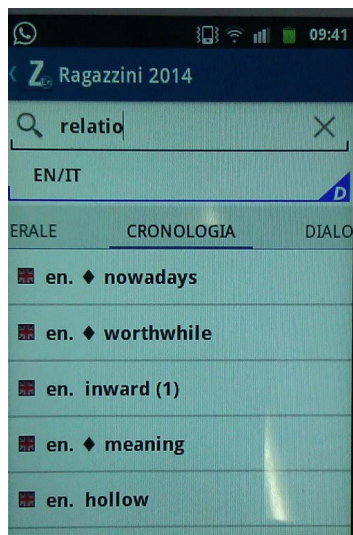 09:41
Z En Ragazzini 2014
relatio
EN/IT
D
ERALE CRONOLOGIA DIALO
en. ♦ nowadays
en. ♦ worthwhile
en. inward (1)
en. ♦ meaning
en. hollow